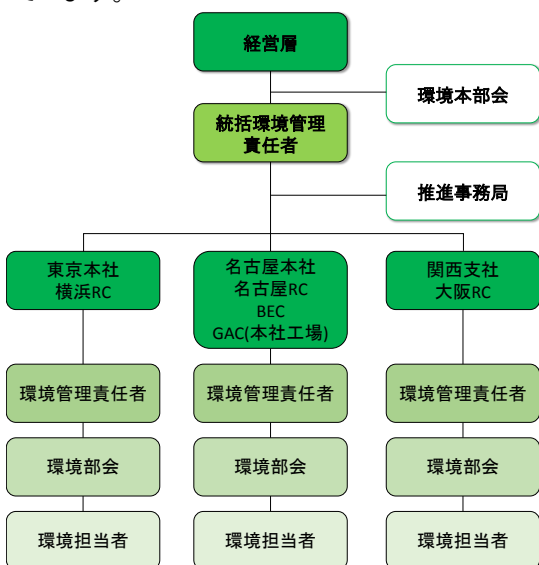 経営層
環境本部会
統括環境管理
責任者
推進事務局
東京本社
横浜RC
名古屋本社
名古屋RC
BEC
GAC(本社工場)
関西支社
大阪RC
環境管理責任者
環境管理責任者
環境管理責任者
環境部会
環境部会
環境部会
環境担当者
環境担当者
環境担当者